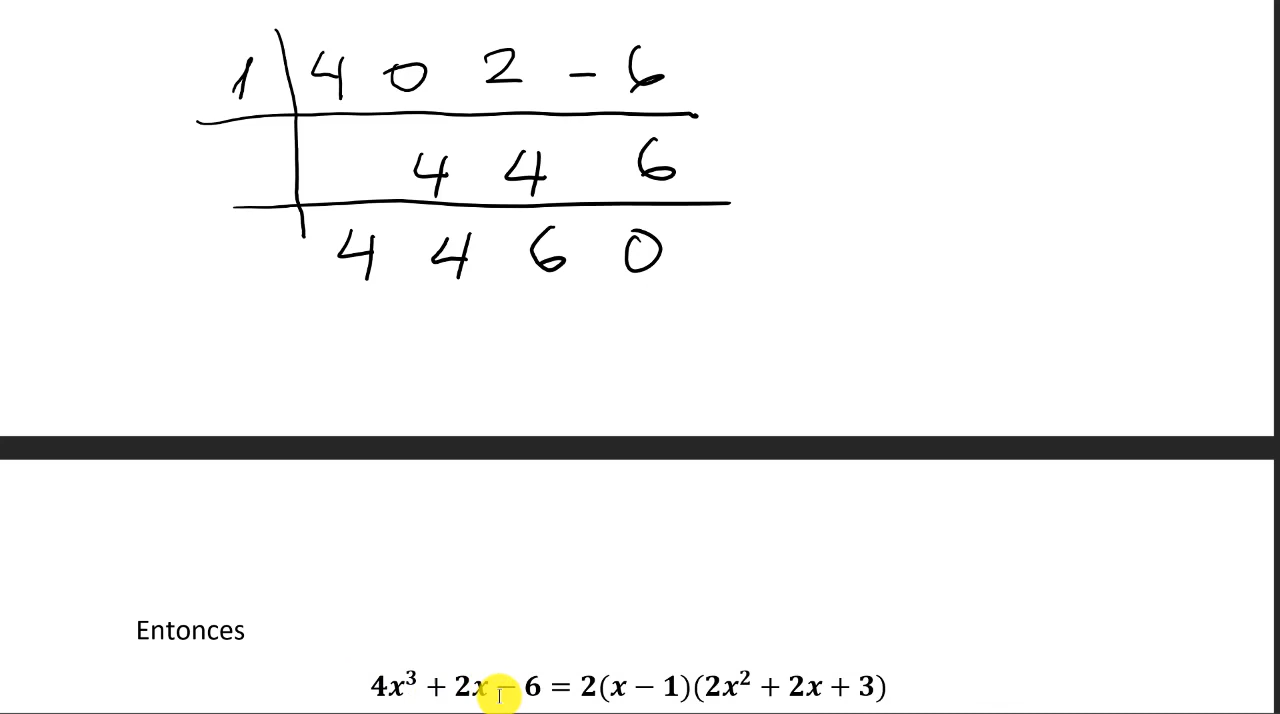 1 4 0 2 - 6
4 4 6
4 4 6 0
Entonces
4x³ + 2x − 6 = 2(x − 1)(2x² + 2x + 3)